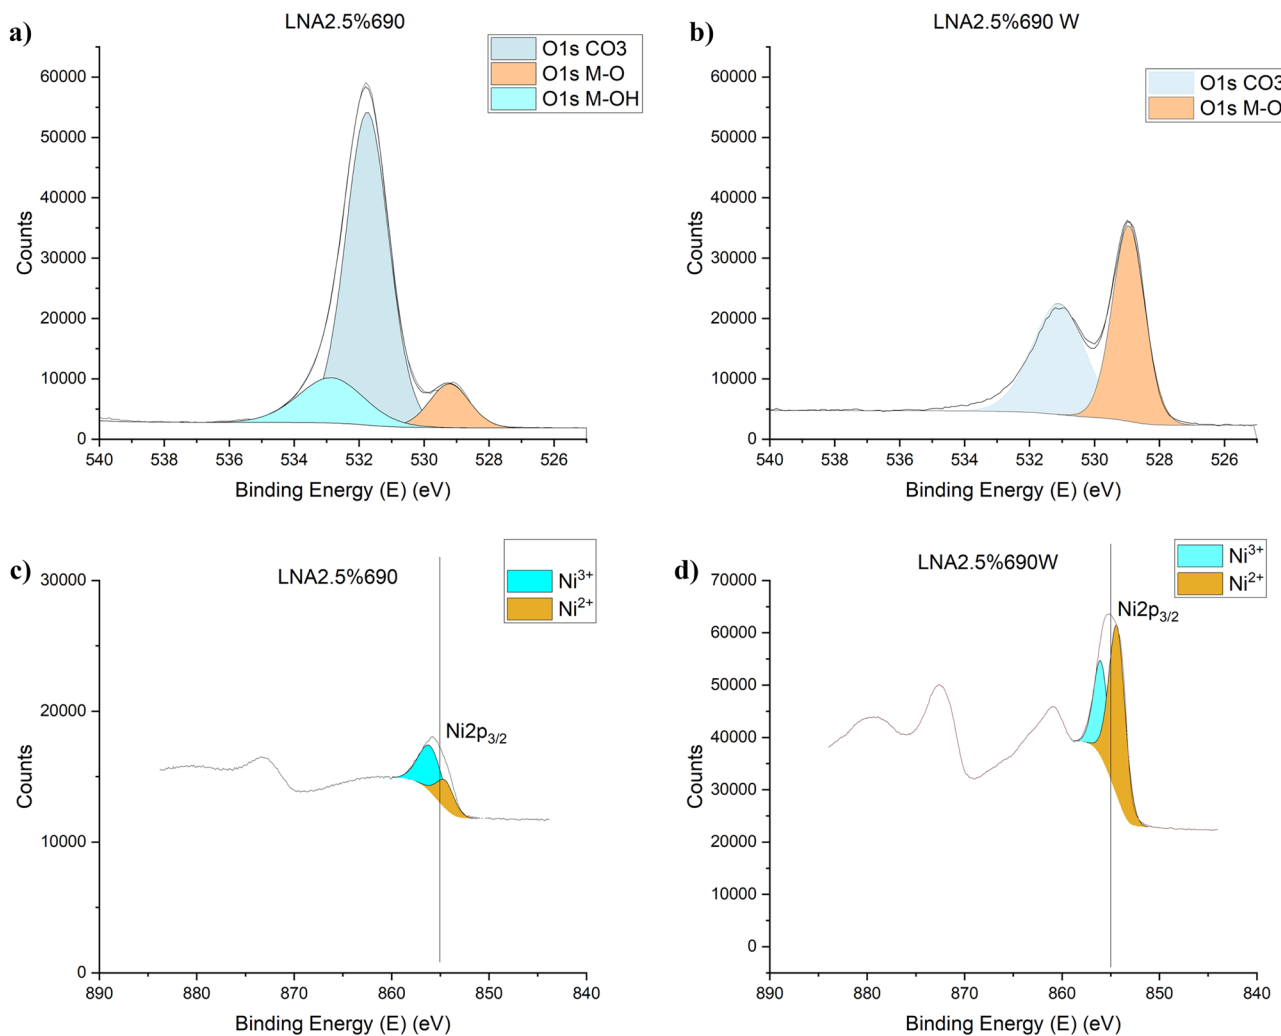 a)
LNA2.5%690
O1s CO3
O1s M-O
O1s M-OH
60000
50000
40000
30000
20000
10000
0
Counts
540 538 536 534 532 530 528 526
Binding Energy (E) (eV)
b)
LNA2.5%690 W
O1s CO3
O1s M-O
60000
50000
40000
30000
20000
10000
0
Counts
540 538 536 534 532 530 528 526
Binding Energy (E) (eV)
c)
LNA2.5%690
Ni³⁺
Ni²⁺
Ni2p₃/₂
30000
20000
10000
0
Counts
890 880 870 860 850 840
Binding Energy (E) (eV)
d)
LNA2.5%690W
Ni³⁺
Ni²⁺
Ni2p₃/₂
70000
60000
50000
40000
30000
20000
10000
0
Counts
890 880 870 860 850 840
Binding Energy (E) (eV)